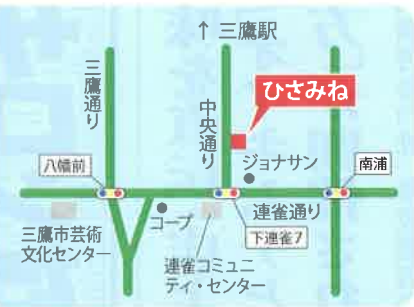 ↑ 三鷹駅
三鷹通り
中央通り
ひさみね
八幡前
ジョナサン
南浦
コープ
連雀通り
下連雀7
三鷹市芸術
文化センター
連雀コミュニ
ティ・センター